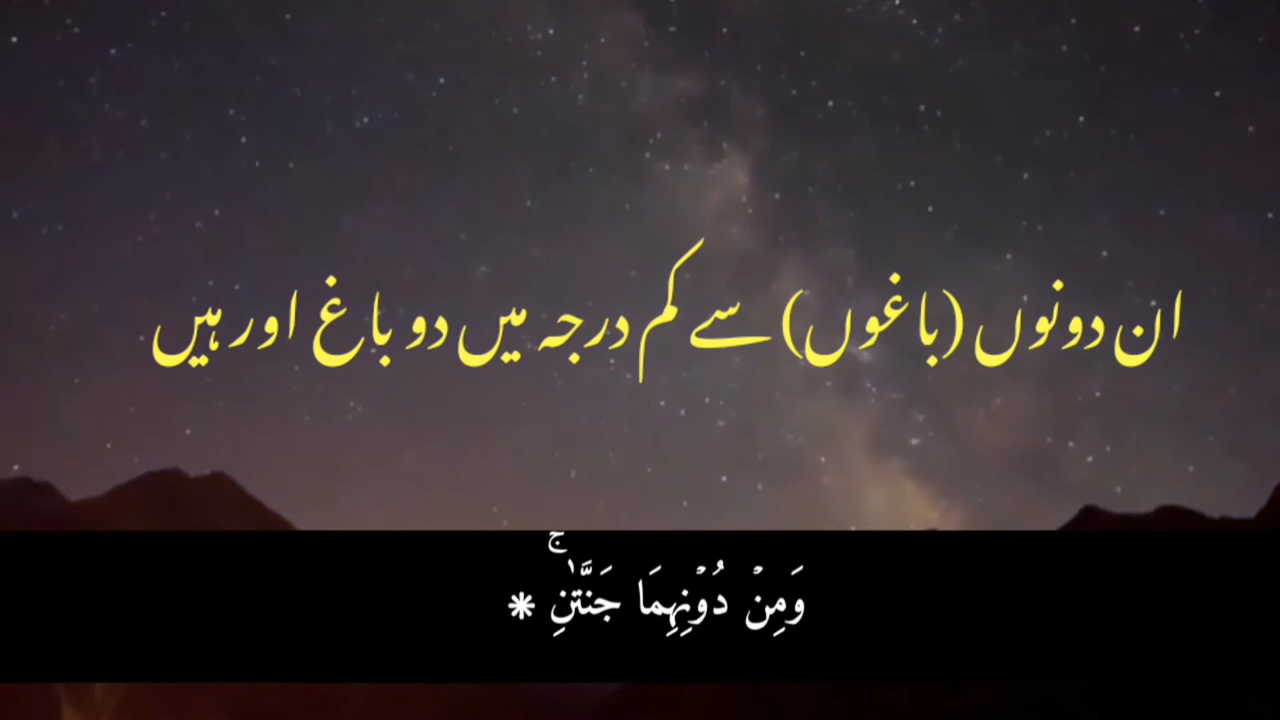 ان دونوں (باغوں) سے کم درجہ میں دو باغ اور ہیں
وَمِنۡ دُوۡنِهِمَا جَنَّتٰنِ‌ۚ‏ *